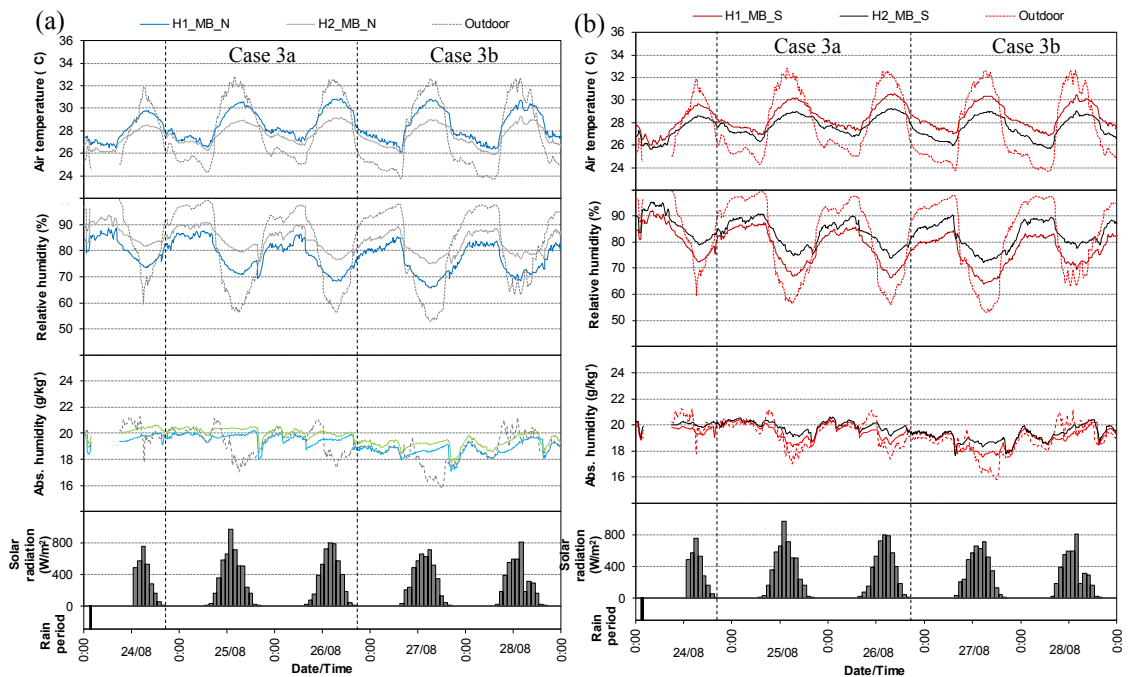 (a)
H1_MB_N H2_MB_N Outdoor
Case 3a Case 3b
Air temperature ( C)
36
34
32
30
28
26
24
Relative humidity (%)
90
80
70
60
50
Abs. humidity (g/kg')
24
22
20
18
16
Solar radiation (W/m²)
800
400
0
Rain period
0:00 24/08 0:00 25/08 0:00 26/08 0:00 27/08 0:00 28/08 0:00
Date/Time
(b)
H1_MB_S H2_MB_S Outdoor
Case 3a Case 3b
Air temperature ( C)
36
34
32
30
28
26
24
Relative humidity (%)
90
80
70
60
50
Abs. humidity (g/kg')
24
22
20
18
16
Solar radiation (W/m²)
800
400
0
Rain period
0:00 24/08 0:00 25/08 0:00 26/08 0:00 27/08 0:00 28/08 0:00
Date/Time